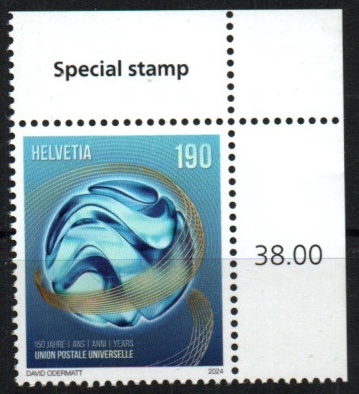 Special stamp
HELVETIA 190
38.00
150 JAHRE | ANS | ANNI | YEARS
UNION POSTALE UNIVERSELLE
DAVID ODERMATT 2024